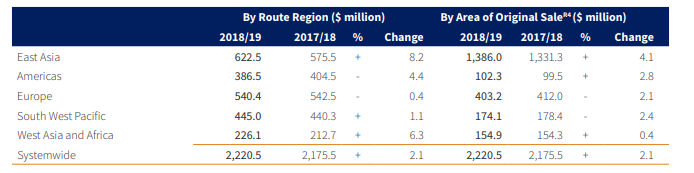 By Route Region ($ million) By Area of Original Saleᴿ⁴ ($ million)
2018/19 2017/18 % Change 2018/19 2017/18 % Change
East Asia 622.5 575.5 + 8.2 1,386.0 1,331.3 + 4.1
Americas 386.5 404.5 - 4.4 102.3 99.5 + 2.8
Europe 540.4 542.5 - 0.4 403.2 412.0 - 2.1
South West Pacific 445.0 440.3 + 1.1 174.1 178.4 - 2.4
West Asia and Africa 226.1 212.7 + 6.3 154.9 154.3 + 0.4
Systemwide 2,220.5 2,175.5 + 2.1 2,220.5 2,175.5 + 2.1